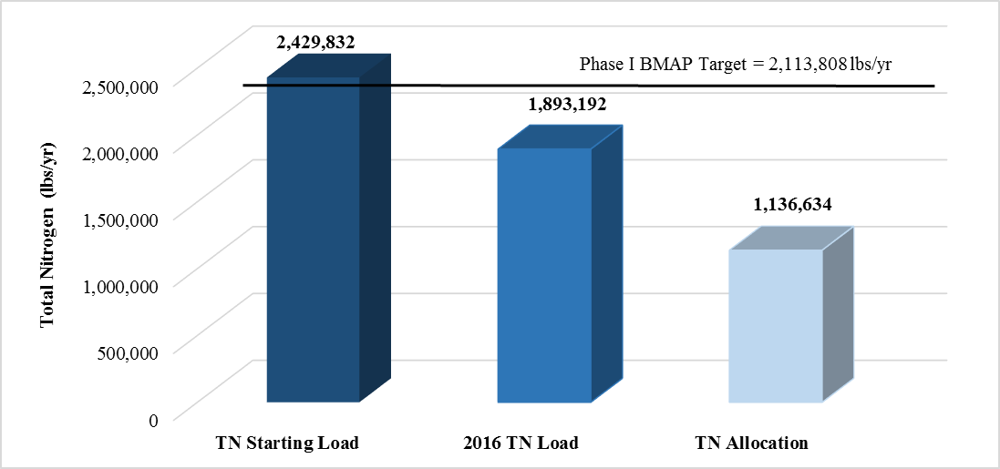 2,429,832
Phase I BMAP Target = 2,113,808 lbs/yr
2,500,000
1,893,192
2,000,000
1,500,000
1,136,634
1,000,000
500,000
0
Total Nitrogen (lbs/yr)
TN Starting Load
2016 TN Load
TN Allocation